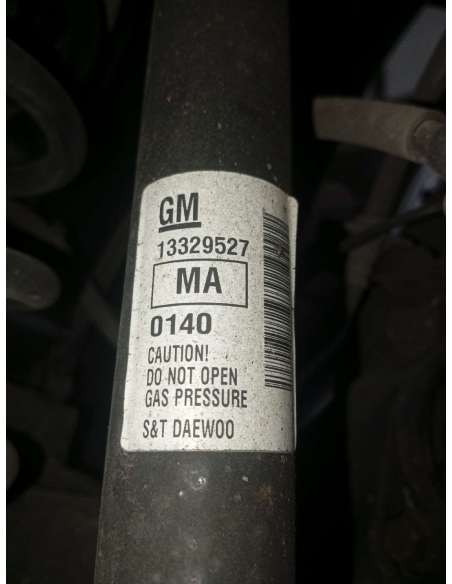 GM
13329527
MA
0140
CAUTION!
DO NOT OPEN
GAS PRESSURE
S&T DAEWOO